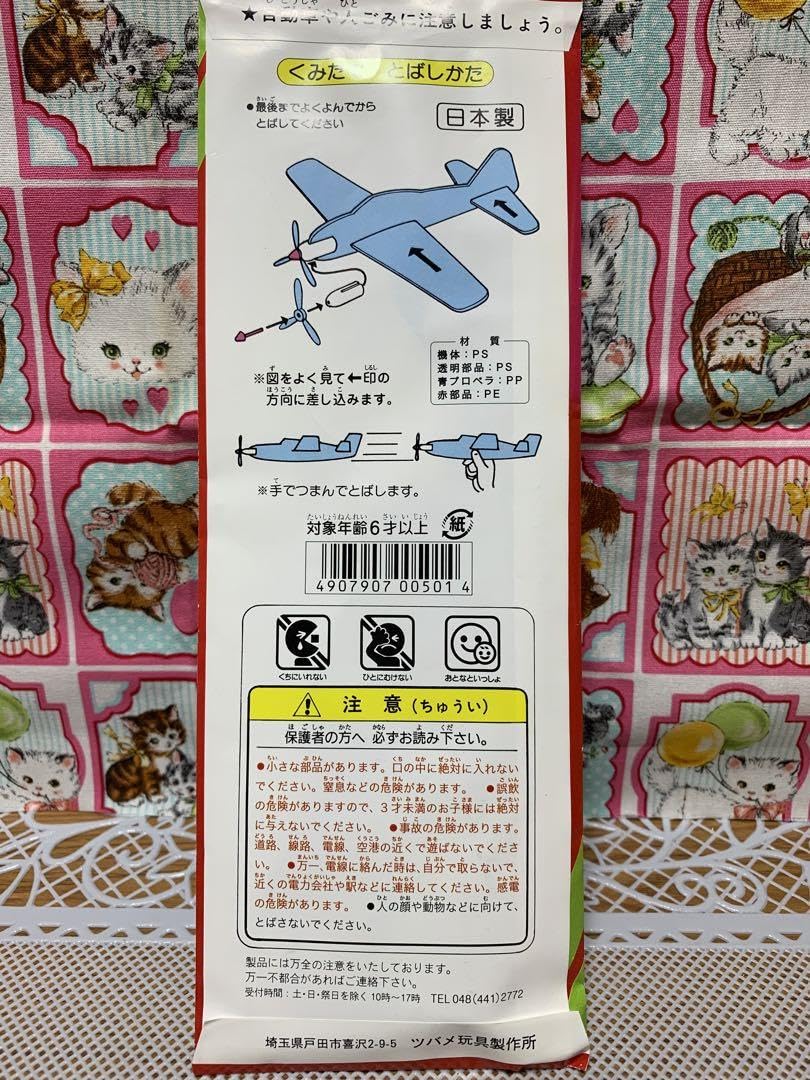 ★自動車や人ごみに注意しましょう。
くみた とばしかた
●最後までよくよんでから
とばしてください
日本製
材質
機体：PS
透明部品：PS
青プロペラ：PP
赤部品：PE
※図をよく見て←印の
方向に差し込みます。
※手でつまんでとばします。
対象年齢6才以上
紙
4907907 00501 4
くちにいれない
ひとにむけない
おとなといっしょ
注意(ちゅうい)
保護者の方へ 必ずお読み下さい。
●小さな部品があります。口の中に絶対に入れない
でください。窒息などの危険があります。 ●誤飲
の危険がありますので、3才未満のお子様には絶対
に与えないでください。 ●事故の危険があります。
道路、線路、電線、空港の近くで遊ばないでくださ
い。 ●万一、電線に絡んだ時は、自分で取らないで、
近くの電力会社や駅などに連絡してください。感電
の危険があります。 ●人の顔や動物などに向けて、
とばさないでください。
製品には万全の注意をいたしております。
万一不都合があればご連絡下さい。
受付時間：土・日・祭日を除く10時～17時 TEL 048(441)2772
埼玉県戸田市喜沢2-9-5 ツバメ玩具製作所